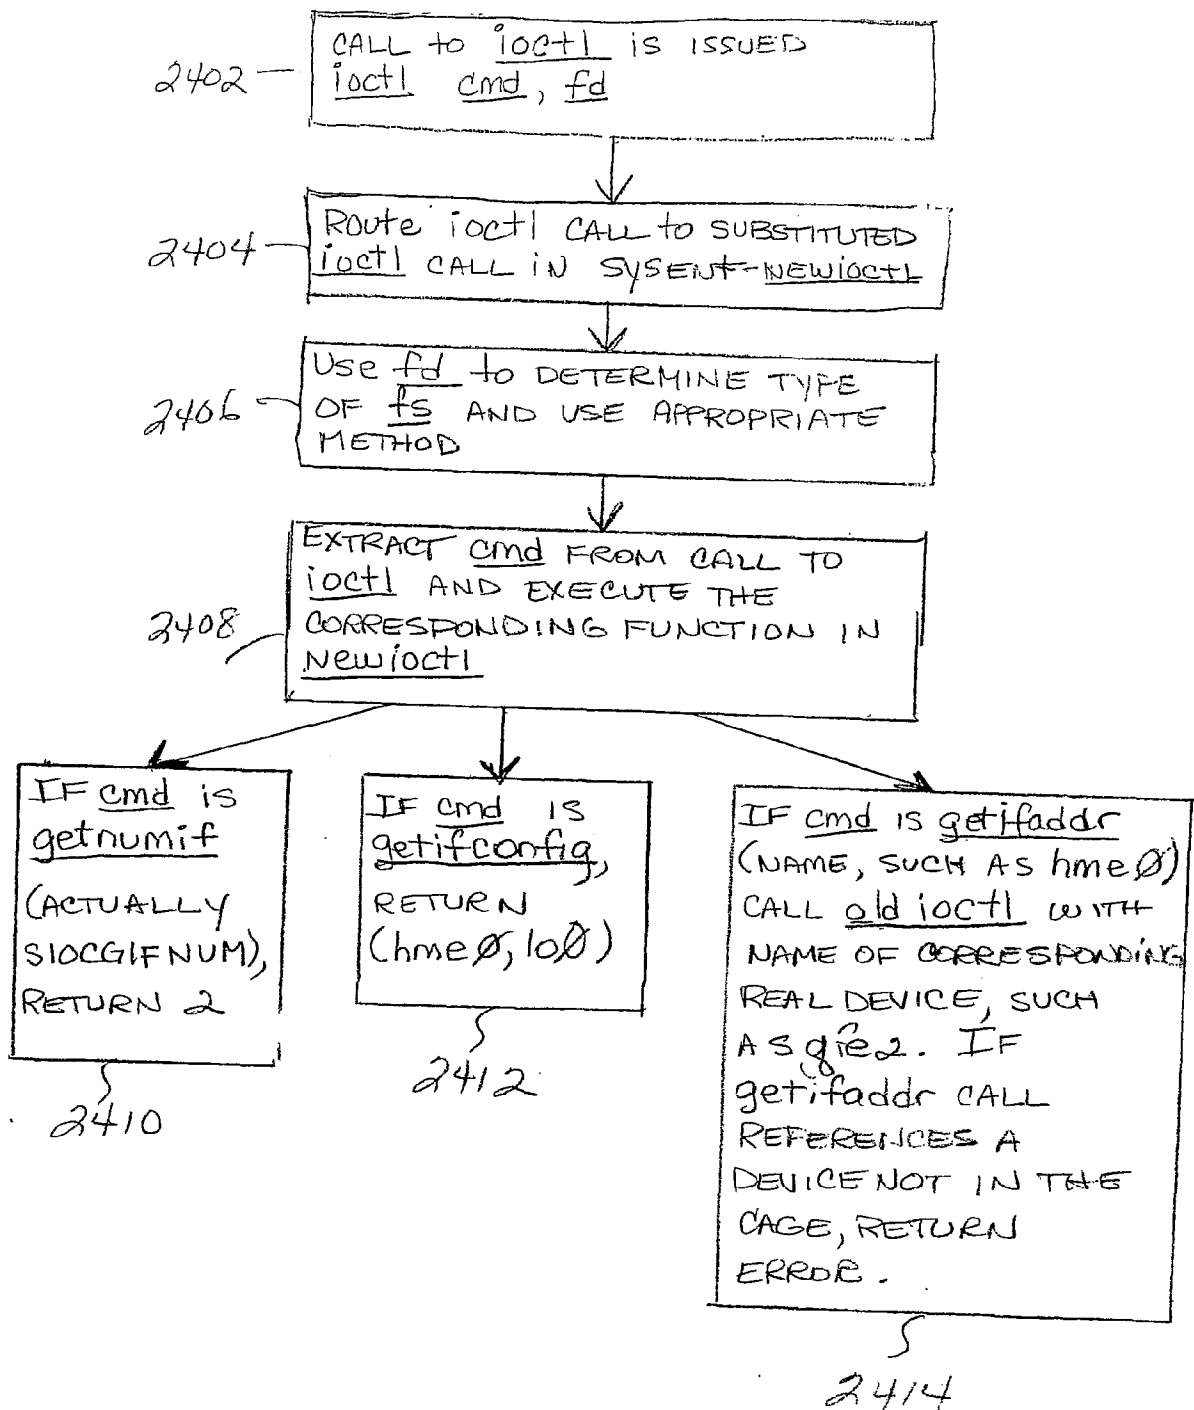 CALL to ioctl is ISSUED
ioctl cmd, fd
2402
Route ioctl CALL to SUBSTITUTED
ioctl CALL IN SYSENT-NEWIOCTL
2404
Use fd to DETERMINE TYPE
OF fs AND USE APPROPRIATE
METHOD
2406
EXTRACT cmd FROM CALL TO
ioctl AND EXECUTE THE
CORRESPONDING FUNCTION IN
Newioctl
2408
IF cmd is
getnumif
(ACTUALLY
SIOCGIFNUM),
RETURN 2
2410
IF cmd IS
getifconfig,
RETURN
(hme0, lo0)
2412
IF cmd IS getifaddr
(NAME, SUCH AS hme0)
CALL old ioctl WITH
NAME OF CORRESPONDING
REAL DEVICE, SUCH
AS IF
getifaddr CALL
REFERENCES A
DEVICE NOT IN THE
CAGE, RETURN
ERROR.
2414